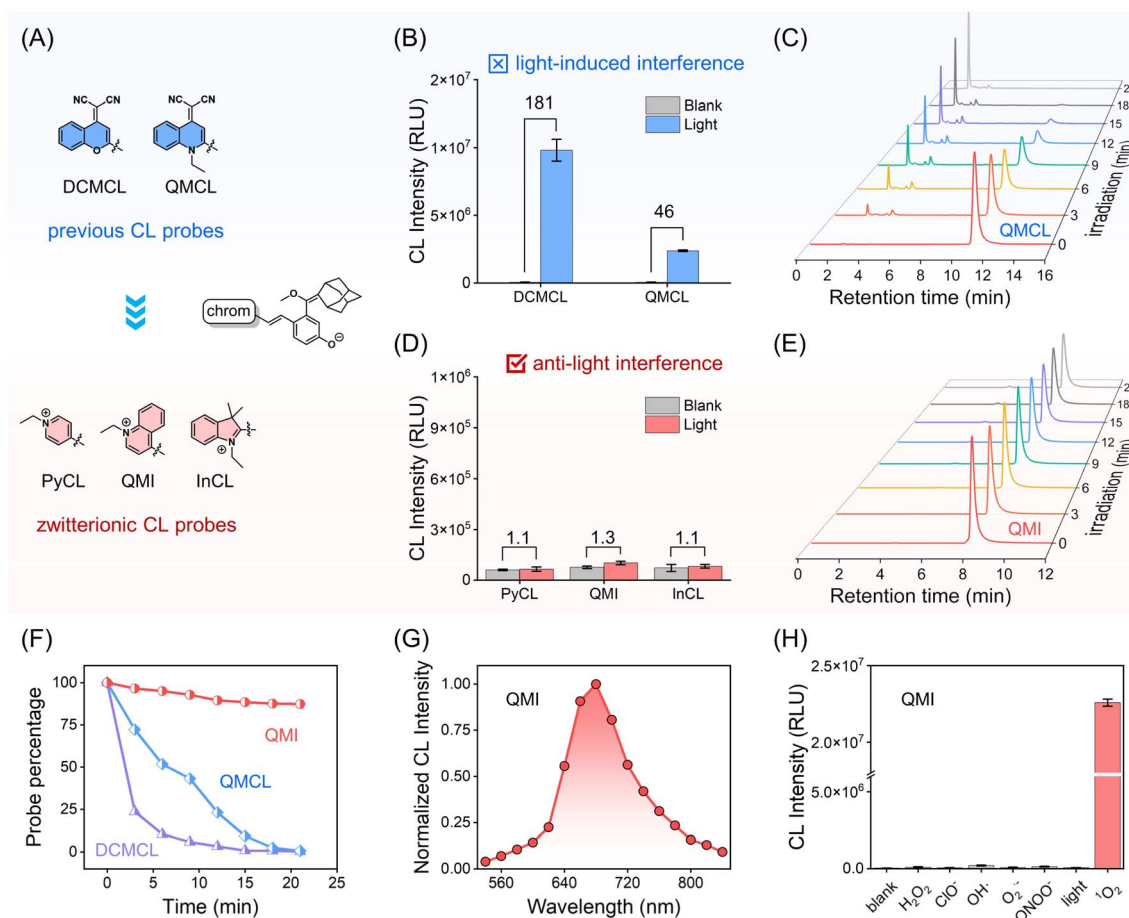 (A)
NC CN NC CN
O N
DCMCL QMCL
previous CL probes
chrom
O
O⊖
N⊕ N⊕ N⊕
PyCL QMI InCL
zwitterionic CL probes
(B)
light-induced interference
CL Intensity (RLU)
2×10⁷
1×10⁷
5×10⁶
0
181
46
Blank
Light
DCMCL QMCL
(C)
QMCL
0 3 6 9 12 15 18 2
irradiation (min)
0 2 4 6 8 10 12 14 16
Retention time (min)
(D)
anti-light interference
CL Intensity (RLU)
1×10⁶
9×10⁵
6×10⁵
3×10⁵
0
1.1 1.3 1.1
Blank
Light
PyCL QMI InCL
(E)
QMI
0 3 6 9 12 15 18 2
irradiation (min)
0 2 4 6 8 10 12
Retention time (min)
(F)
Probe percentage
100
75
50
25
0
QMI
QMCL
DCMCL
0 5 10 15 20 25
Time (min)
(G)
Normalized CL Intensity
QMI
1.00
0.75
0.50
0.25
0.00
560 640 720 800
Wavelength (nm)
(H)
CL Intensity (RLU)
QMI
2.5×10⁷
2.0×10⁷
5.0×10⁶
0.0
blank H₂O₂ ClO⁻ OH· O₂·⁻ ONOO⁻ light ¹O₂